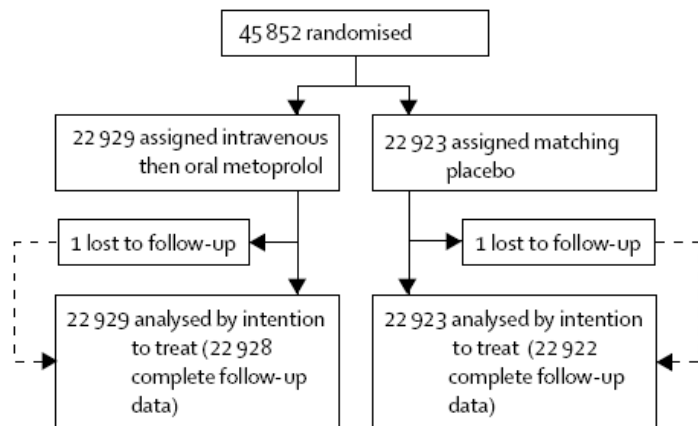 45 852 randomised
22 929 assigned intravenous
then oral metoprolol
22 923 assigned matching
placebo
1 lost to follow-up
1 lost to follow-up
22 929 analysed by intention
to treat (22 928
complete follow-up
data)
22 923 analysed by intention
to treat (22 922
complete follow-up
data)